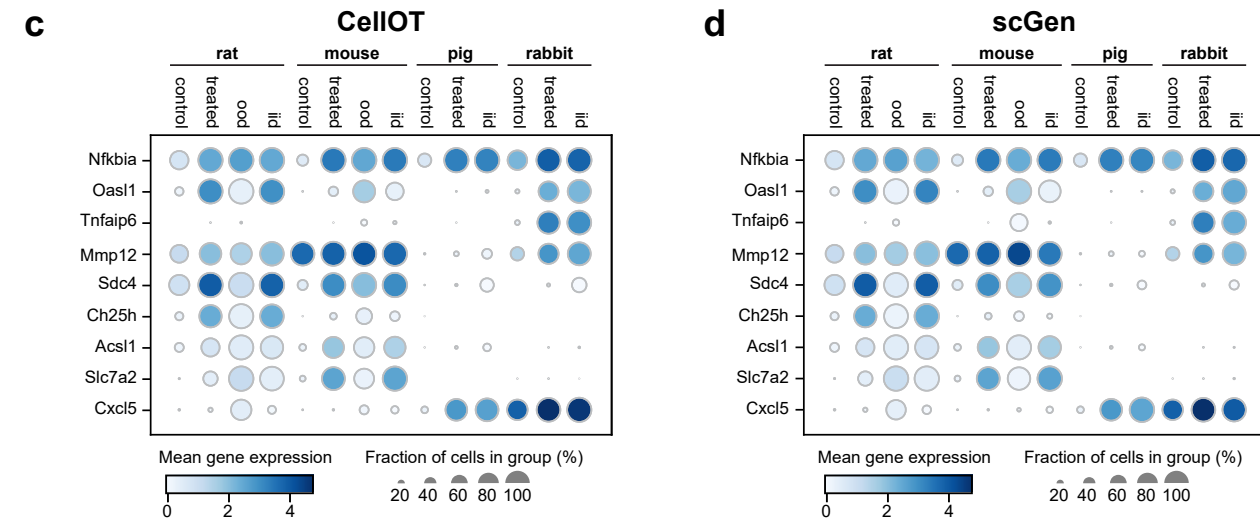 c
CellOT
rat mouse pig rabbit
control treated ood iid control treated ood iid control treated iid control treated iid
Nfkbia
Oasl1
Tnfaip6
Mmp12
Sdc4
Ch25h
Acsl1
Slc7a2
Cxcl5
Mean gene expression
0 2 4
Fraction of cells in group (%)
20 40 60 80 100
d
scGen
rat mouse pig rabbit
control treated ood iid control treated ood iid control treated iid control treated iid
Nfkbia
Oasl1
Tnfaip6
Mmp12
Sdc4
Ch25h
Acsl1
Slc7a2
Cxcl5
Mean gene expression
0 2 4
Fraction of cells in group (%)
20 40 60 80 100